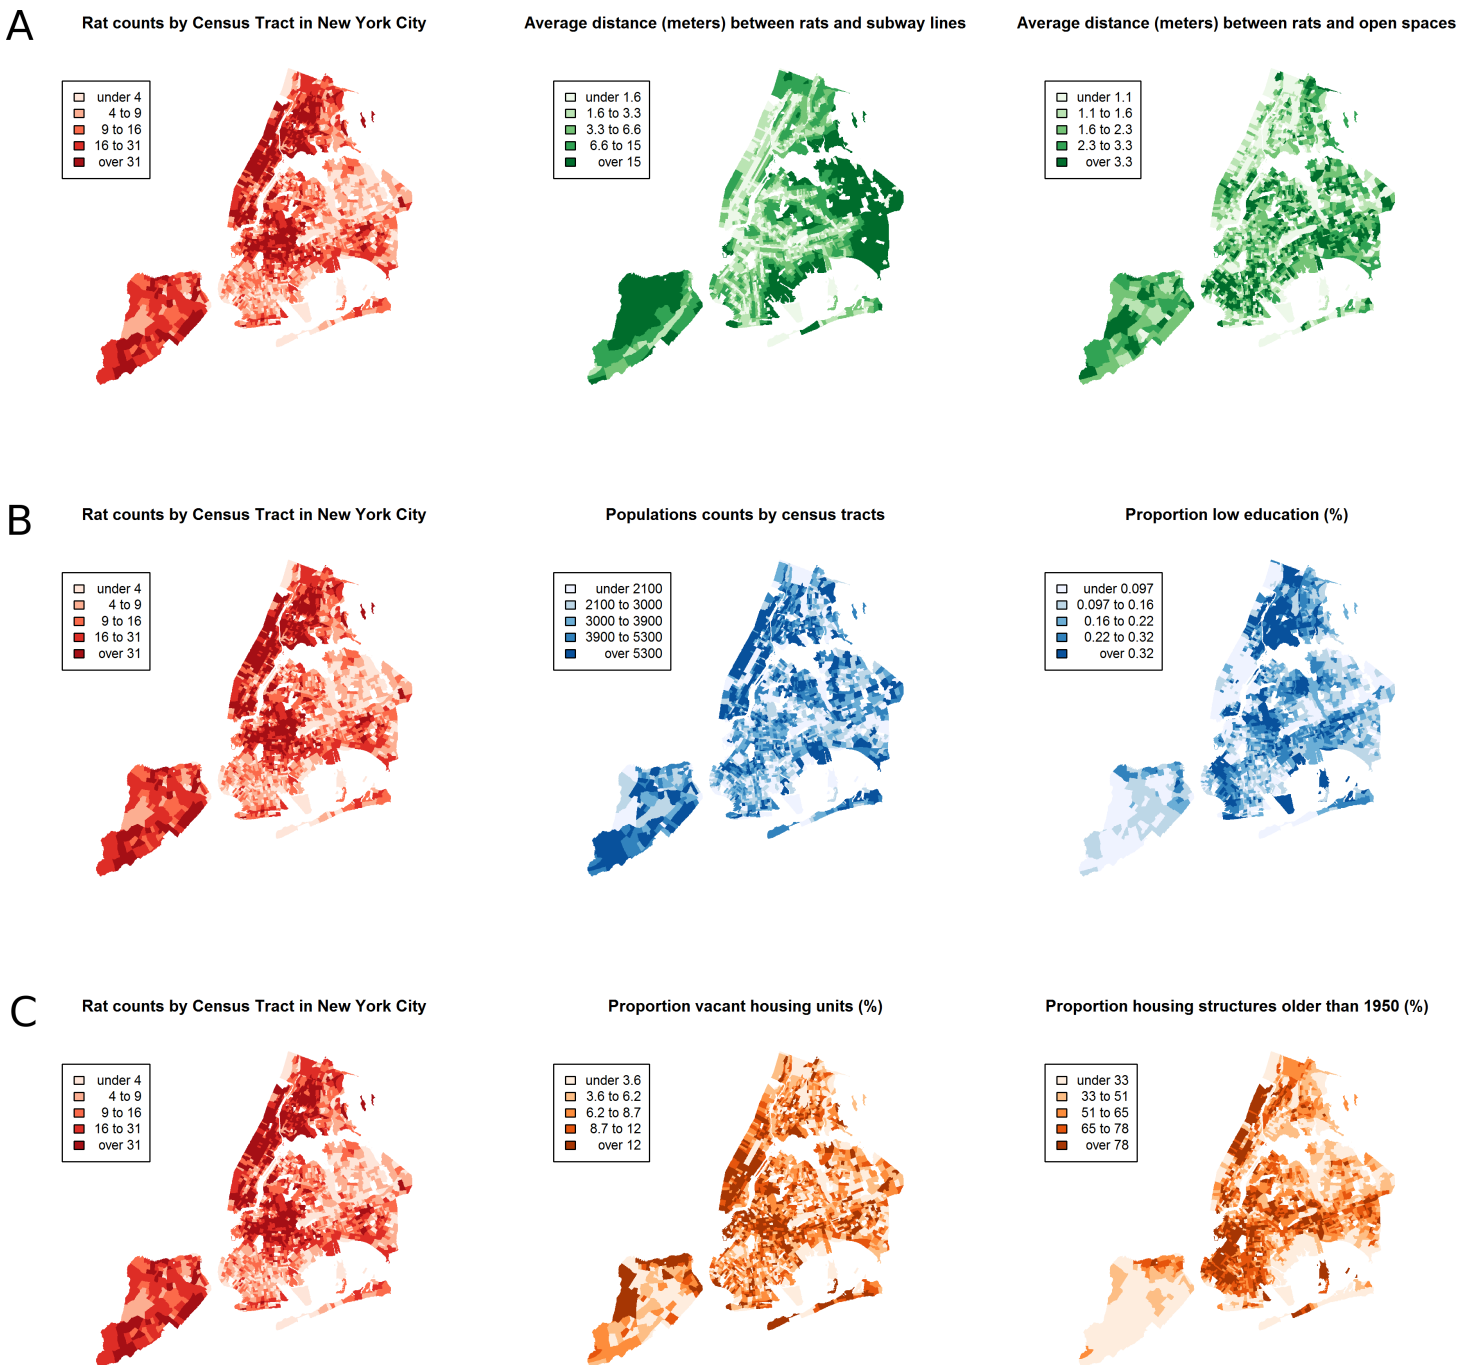 A
Rat counts by Census Tract in New York City
under 4
4 to 9
9 to 16
16 to 31
over 31
Average distance (meters) between rats and subway lines
under 1.6
1.6 to 3.3
3.3 to 6.6
6.6 to 15
over 15
Average distance (meters) between rats and open spaces
under 1.1
1.1 to 1.6
1.6 to 2.3
2.3 to 3.3
over 3.3
B
Rat counts by Census Tract in New York City
under 4
4 to 9
9 to 16
16 to 31
over 31
Populations counts by census tracts
under 2100
2100 to 3000
3000 to 3900
3900 to 5300
over 5300
Proportion low education (%)
under 0.097
0.097 to 0.16
0.16 to 0.22
0.22 to 0.32
over 0.32
C
Rat counts by Census Tract in New York City
under 4
4 to 9
9 to 16
16 to 31
over 31
Proportion vacant housing units (%)
under 3.6
3.6 to 6.2
6.2 to 8.7
8.7 to 12
over 12
Proportion housing structures older than 1950 (%)
under 33
33 to 51
51 to 65
65 to 78
over 78